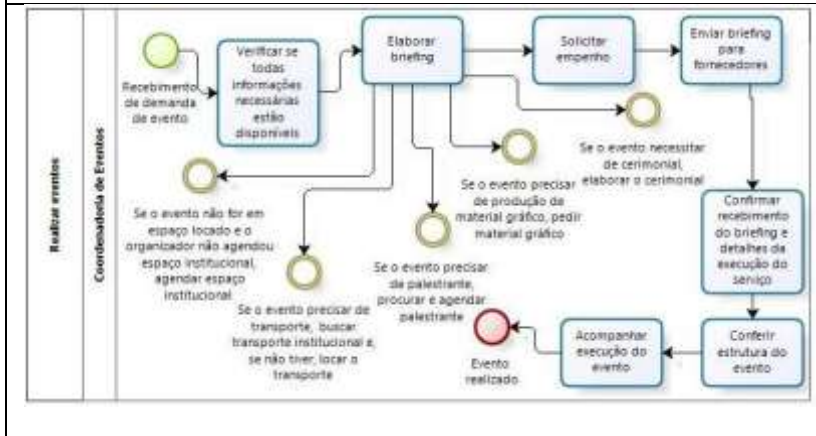 Realizar eventos
Coordenadoria de Eventos
Recebimento
de demanda
de evento
Verificar se
todas
informações
necessárias
estão
disponíveis
Elaborar
briefing
Solicitar
empenho
Enviar briefing
para
fornecedores
Se o evento não for em
espaço locado e o
organizador não agendou
espaço institucional,
agendar espaço
institucional
Se o evento precisar de
transporte, buscar
transporte institucional e,
se não tiver, locar o
transporte
Se o evento precisar
de palestrante,
procurar e agendar
palestrante
Se o evento precisar
de produção de
material gráfico, pedir
material gráfico
Se o evento necessitar
de cerimonial,
elaborar o cerimonial
Confirmar
recebimento
do briefing e
detalhes da
execução do
serviço
Conferir
estrutura do
evento
Acompanhar
execução do
evento
Evento
realizado